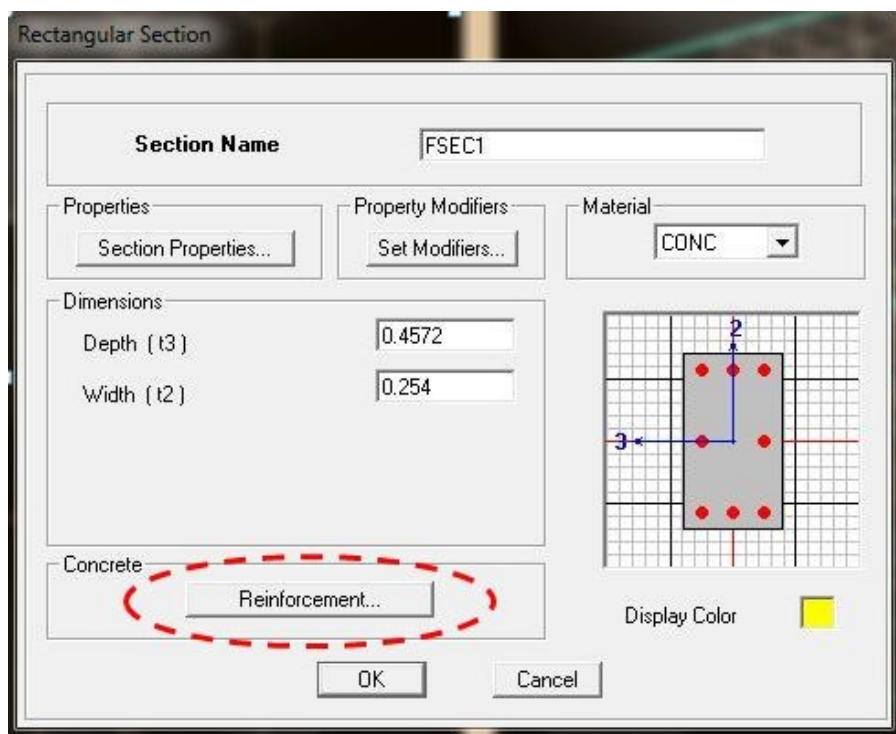 Rectangular Section
Section Name
FSEC1
Properties
Section Properties...
Property Modifiers
Set Modifiers...
Material
CONC
Dimensions
Depth ( t3 )
0.4572
Width ( t2 )
0.254
2
3
Concrete
Reinforcement...
Display Color
OK
Cancel